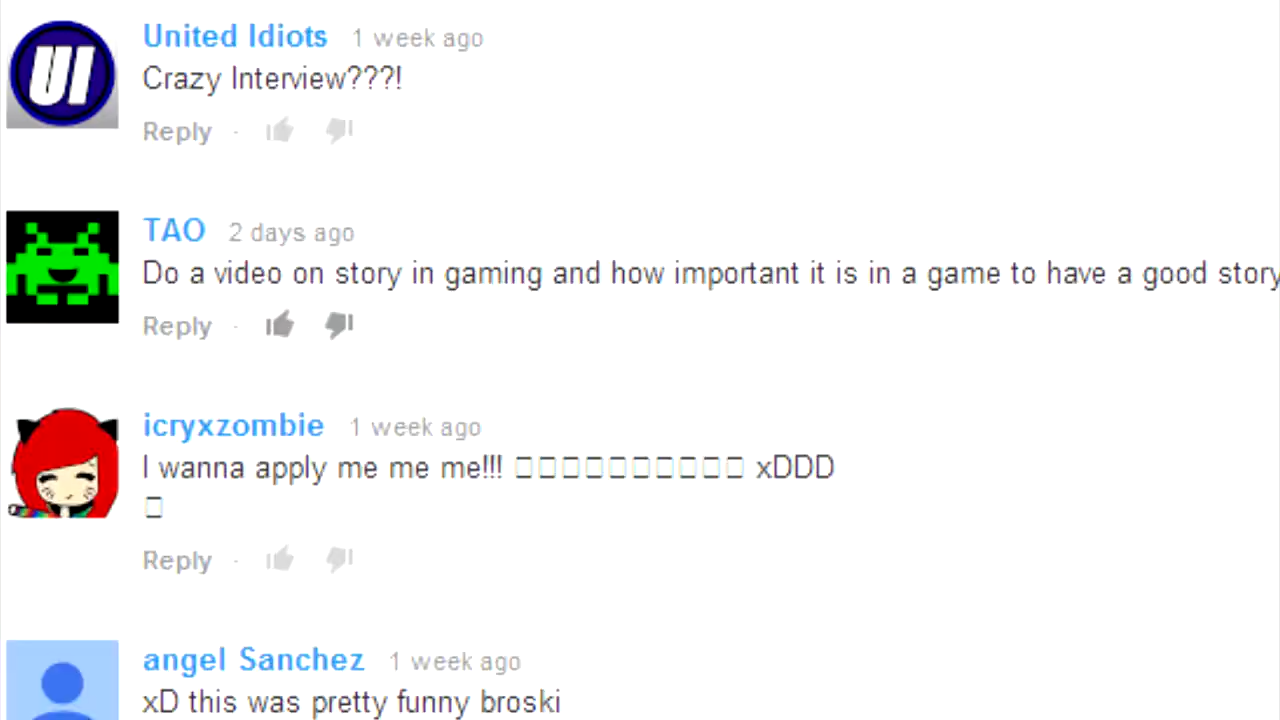 UI
United Idiots 1 week ago
Crazy Interview???!
Reply ·
TAO 2 days ago
Do a video on story in gaming and how important it is in a game to have a good story
Reply ·
icryxzombie 1 week ago
I wanna apply me me me!!! □□□□□□□□□□ xDDD
□
Reply ·
angel Sanchez 1 week ago
xD this was pretty funny broski